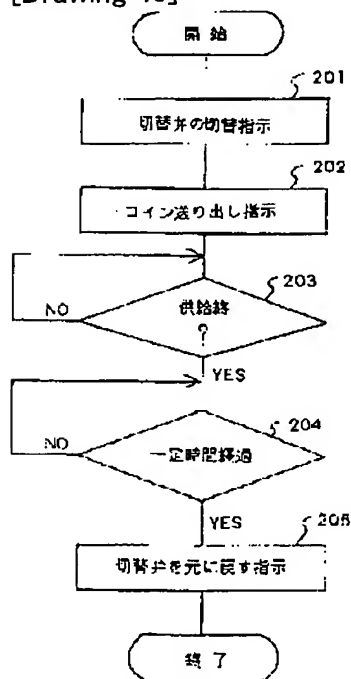 開始
201
切替弁の切替指示
202
コイン送り出し指示
203
供給終
?
NO
YES
204
一定時間経過
NO
YES
205
切替弁を元に戻す指示
終了